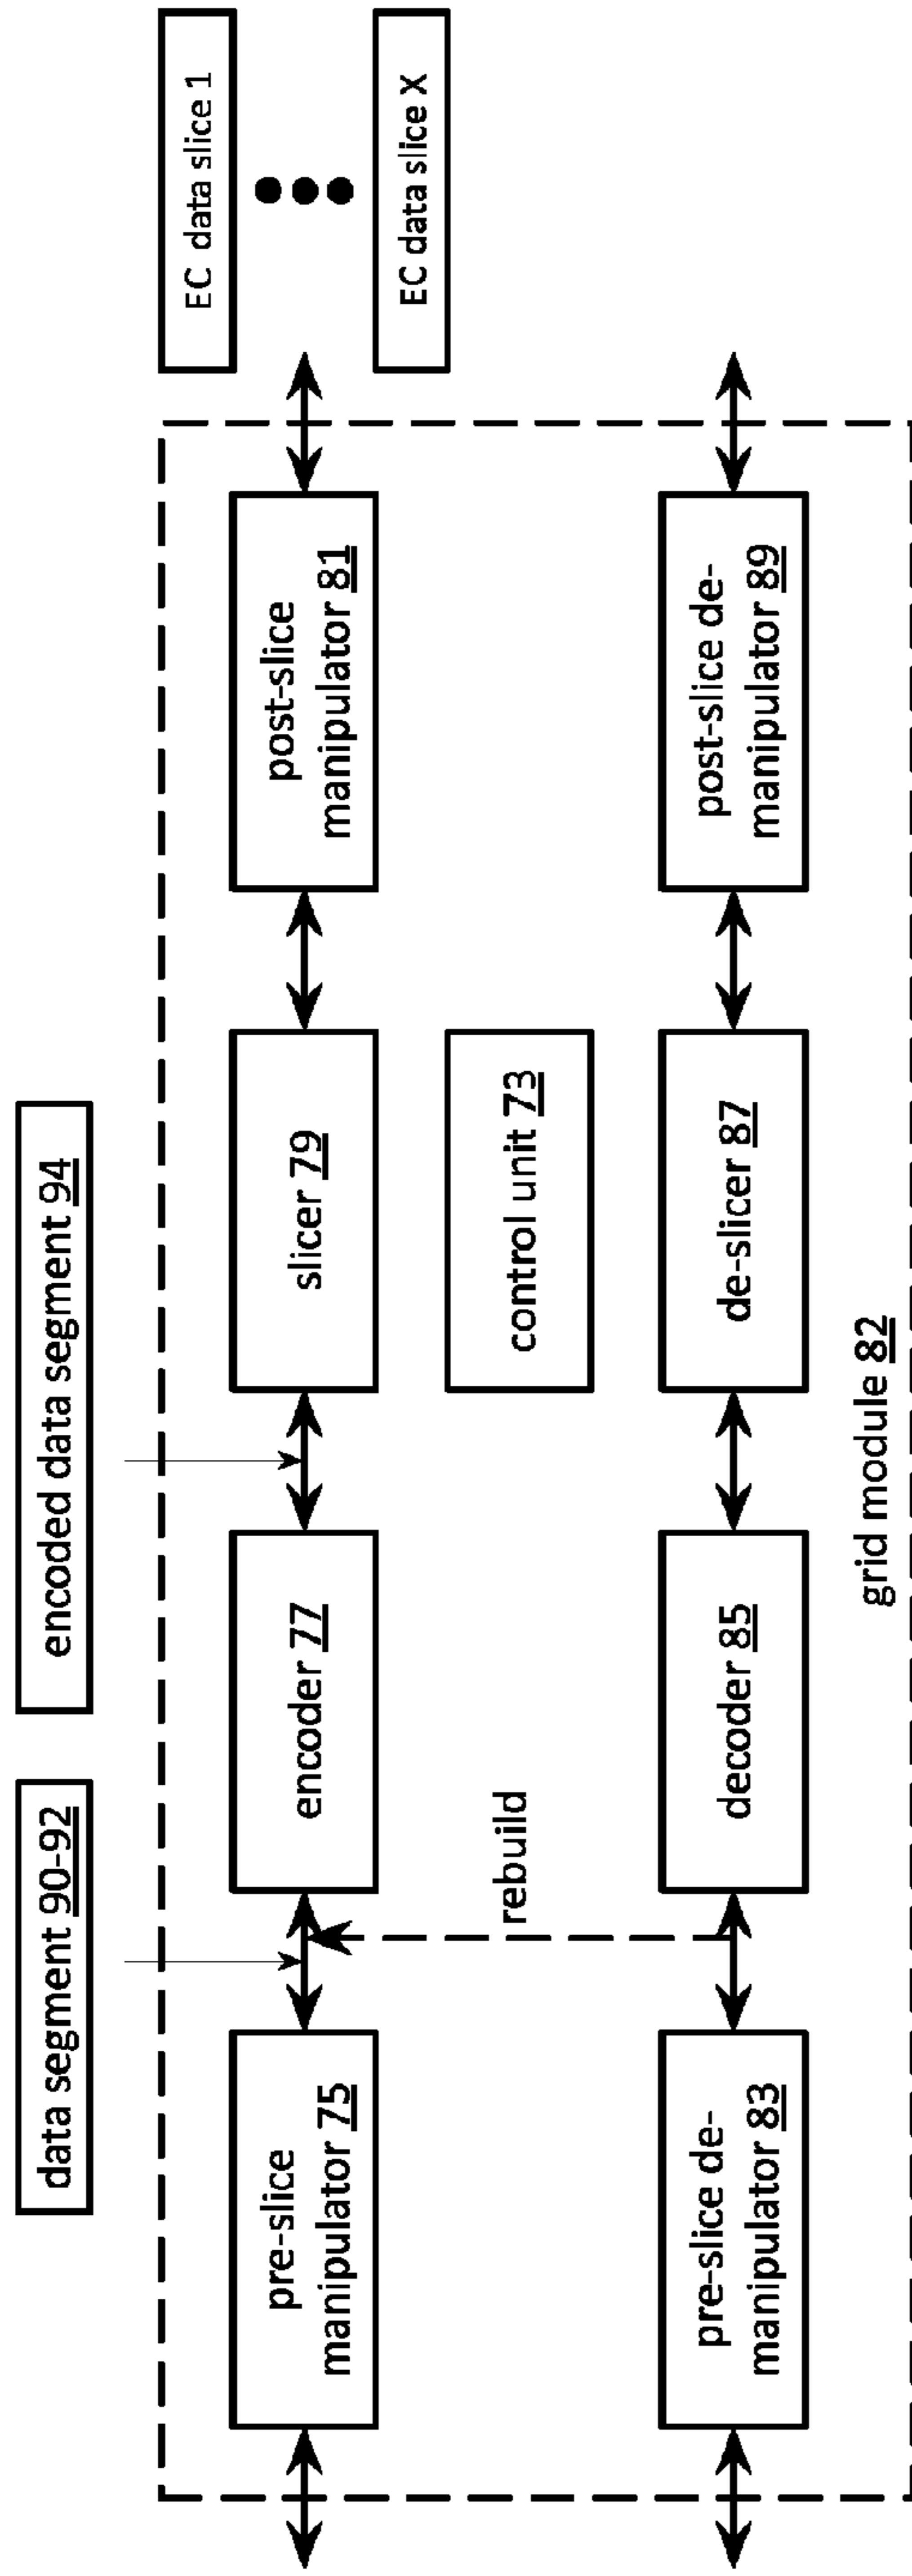 data segment 90-92
encoded data segment 94
EC data slice 1
EC data slice X
pre-slice
manipulator 75
encoder 77
slicer 79
post-slice
manipulator 81
rebuild
control unit 73
pre-slice de-
manipulator 83
decoder 85
de-slicer 87
post-slice de-
manipulator 89
grid module 82